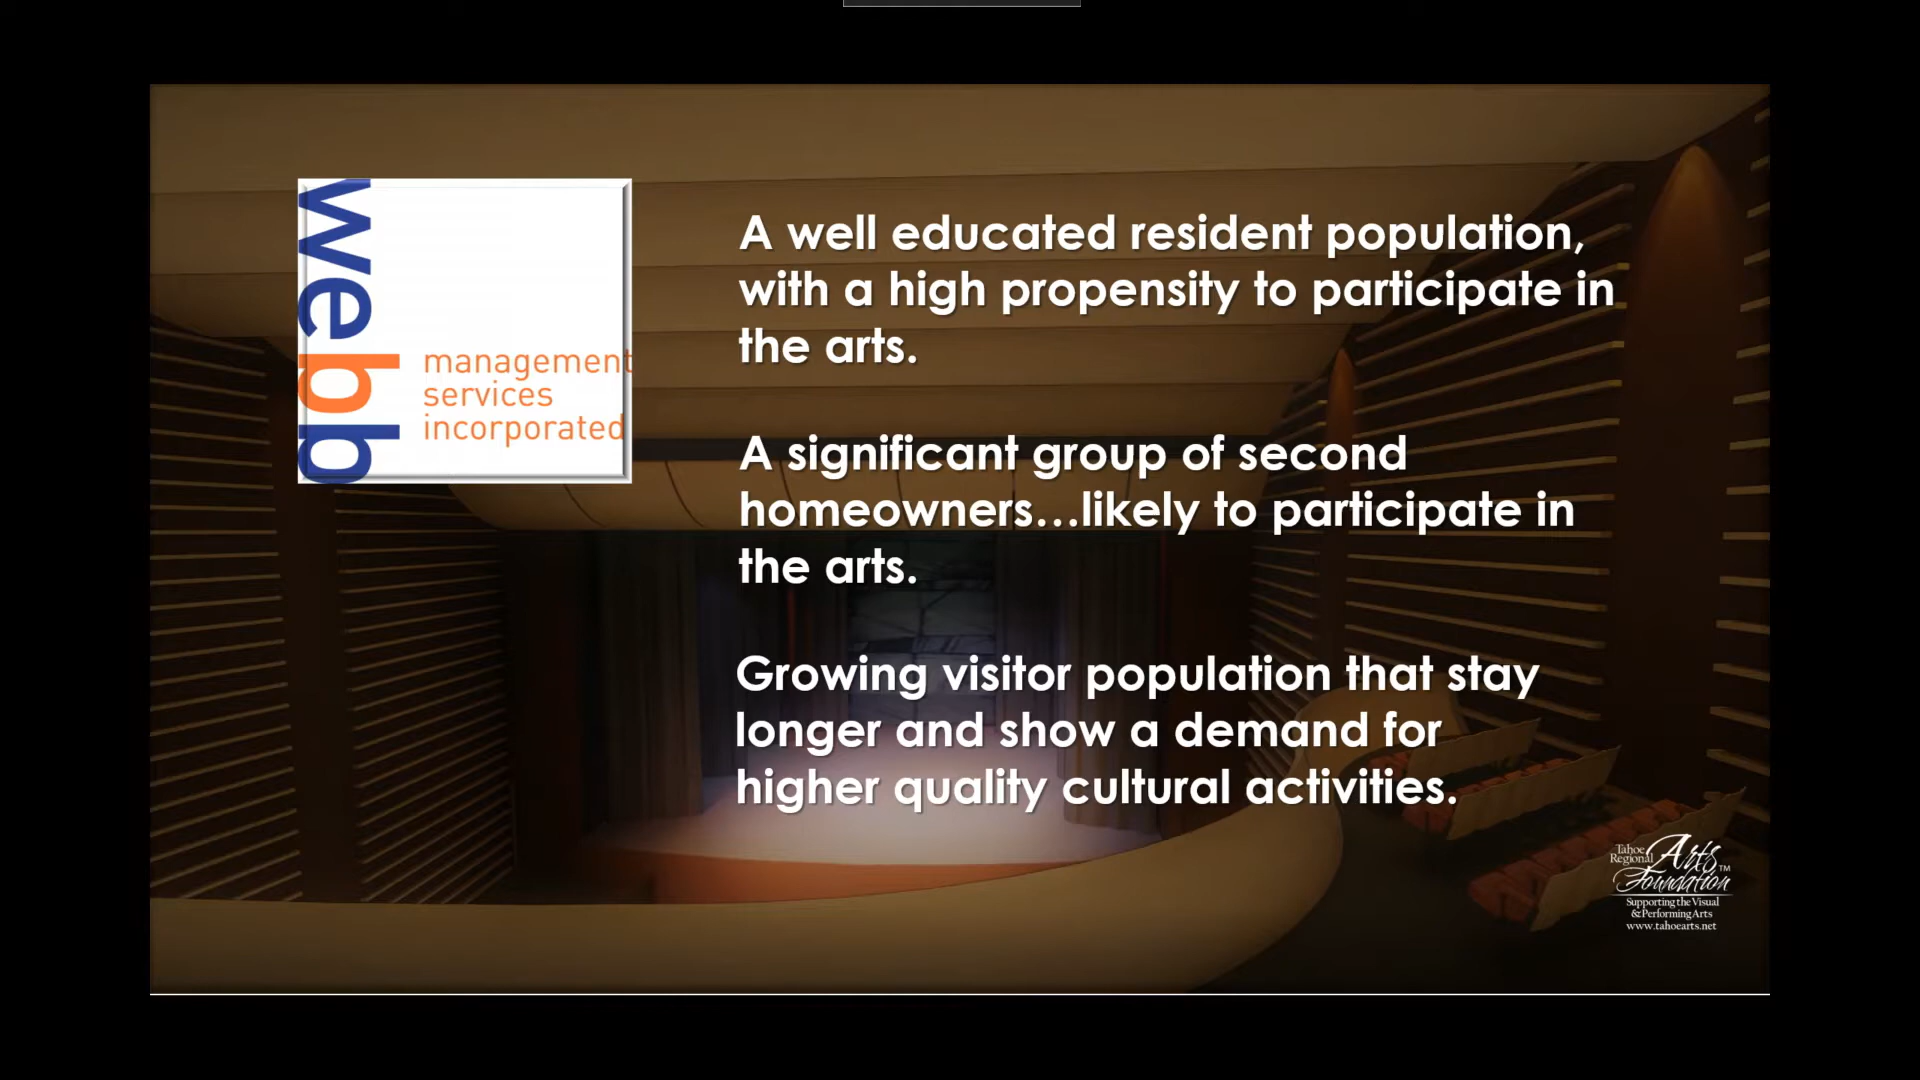 webb
management
services
incorporated
A well educated resident population,
with a high propensity to participate in
the arts.
A significant group of second
homeowners...likely to participate in
the arts.
Growing visitor population that stay
longer and show a demand for
higher quality cultural activities.
Tahoe
Regional Arts™
Foundation
Supporting the Visual
& Performing Arts
www.tahoearts.net